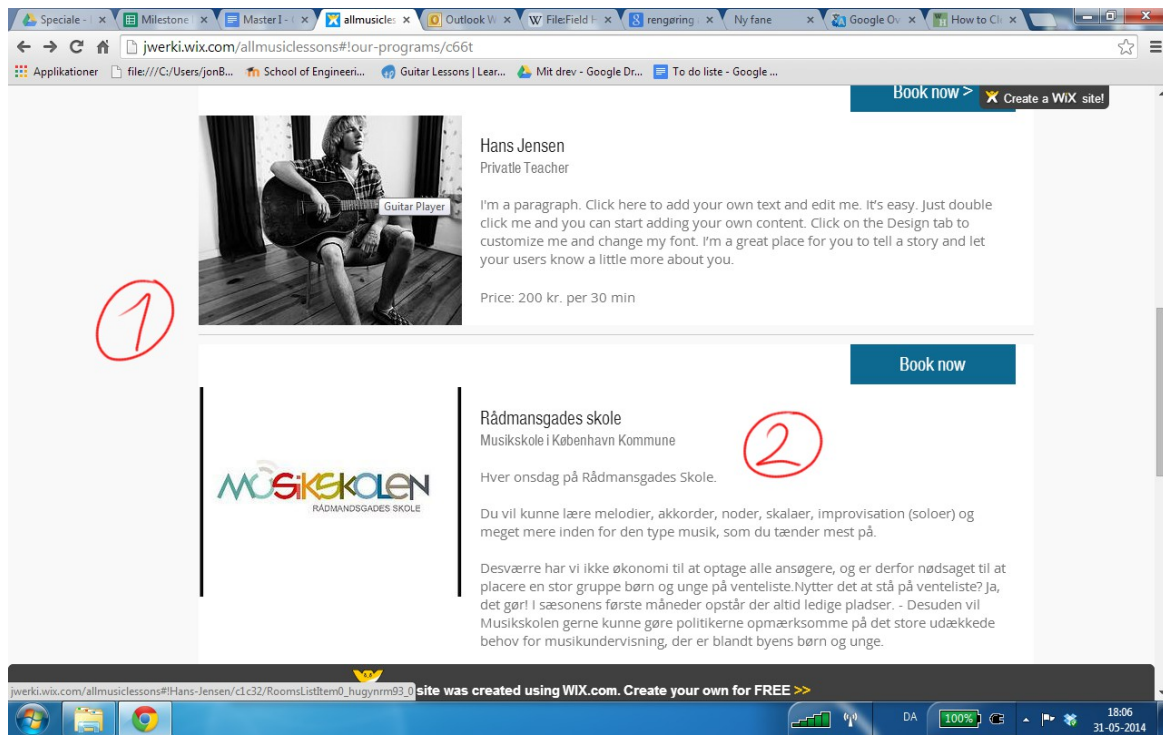 Speciale -
Milestone
Master I - (
allmusicles
Outlook W
File:Field F
rengøring
Ny fane
Google Ov
How to Cl
jwerki.wix.com/allmusiclessons#!our-programs/c66t
Applikationer
file:///C:/Users/jonB...
School of Engineeri...
Guitar Lessons | Lear...
Mit drev - Google Dr...
To do liste - Google ...
Book now >
Create a WiX site!
Hans Jensen
Privatle Teacher
Guitar Player
I'm a paragraph. Click here to add your own text and edit me. It's easy. Just double
click me and you can start adding your own content. Click on the Design tab to
customize me and change my font. I'm a great place for you to tell a story and let
your users know a little more about you.
Price: 200 kr. per 30 min
1
Book now
Rådmansgades skole
Musikskole i København Kommune
2
Hver onsdag på Rådmansgades Skole.
MUSiKSKOLEN
RÅDMANDSGADES SKOLE
Du vil kunne lære melodier, akkorder, noder, skalaer, improvisation (soloer) og
meget mere inden for den type musik, som du tænder mest på.
Desværre har vi ikke økonomi til at optage alle ansøgere, og er derfor nødsaget til at
placere en stor gruppe børn og unge på venteliste.Nytter det at stå på venteliste? Ja,
det gør! I sæsonens første måneder opstår der altid ledige pladser. - Desuden vil
Musikskolen gerne kunne gøre politikerne opmærksomme på det store udækkede
behov for musikundervisning, der er blandt byens børn og unge.
jwerki.wix.com/allmusiclessons#!Hans-Jensen/c1c32/RoomsListItem0_hugynrm93_0
site was created using WIX.com. Create your own for FREE >>
DA
100%
18:06
31-05-2014